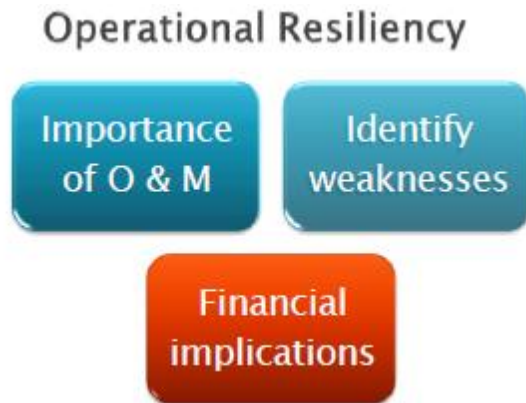 Operational Resiliency
Importance
of O & M
Identify
weaknesses
Financial
implications